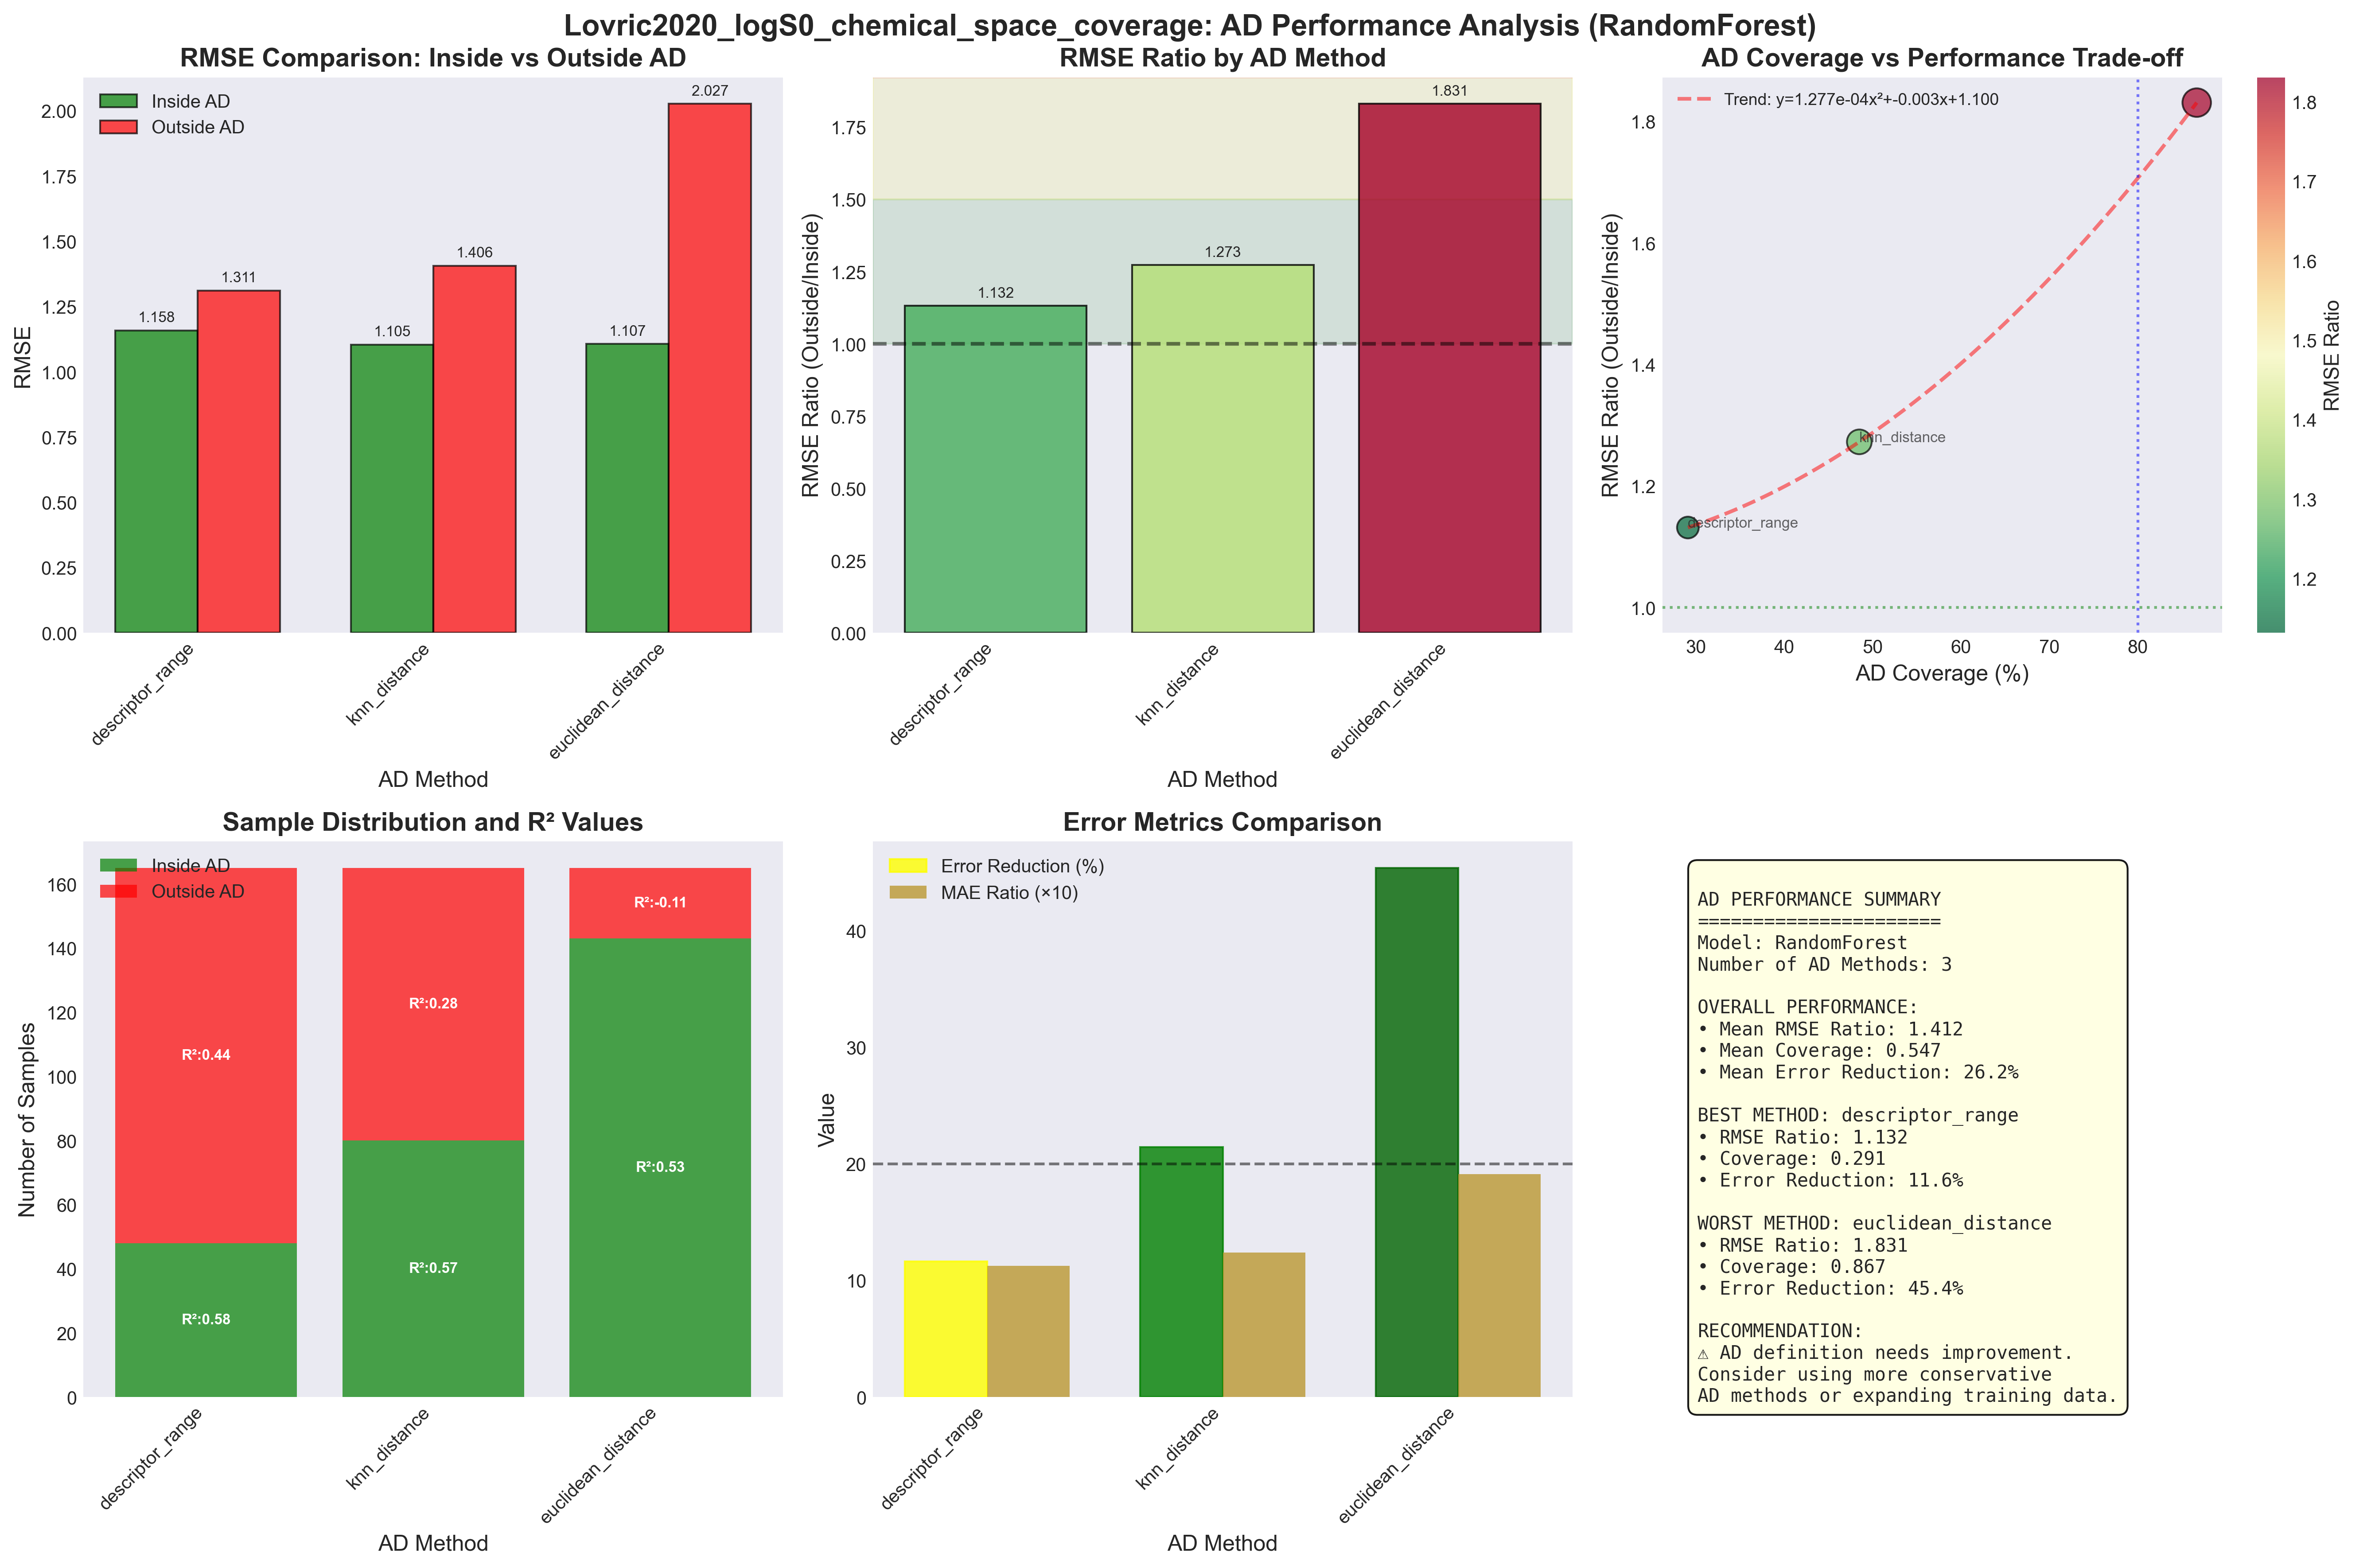 Lovric2020_logS0_chemical_space_coverage: AD Performance Analysis (RandomForest)
RMSE Comparison: Inside vs Outside AD
Inside AD
Outside AD
RMSE
2.00
1.75
1.50
1.25
1.00
0.75
0.50
0.25
0.00
1.158
1.311
1.105
1.406
1.107
2.027
descriptor_range
knn_distance
euclidean_distance
AD Method
RMSE Ratio by AD Method
RMSE Ratio (Outside/Inside)
1.75
1.50
1.25
1.00
0.75
0.50
0.25
0.00
1.132
1.273
1.831
descriptor_range
knn_distance
euclidean_distance
AD Method
AD Coverage vs Performance Trade-off
Trend: y=1.277e-04x²+-0.003x+1.100
RMSE Ratio (Outside/Inside)
1.8
1.6
1.4
1.2
1.0
knn_distance
descriptor_range
30
40
50
60
70
80
AD Coverage (%)
1.8
1.7
1.6
1.5
1.4
1.3
1.2
RMSE Ratio
Sample Distribution and R² Values
Inside AD
Outside AD
Number of Samples
160
140
120
100
80
60
40
20
0
R²:0.44
R²:0.58
R²:0.28
R²:0.57
R²:-0.11
R²:0.53
descriptor_range
knn_distance
euclidean_distance
AD Method
Error Metrics Comparison
Error Reduction (%)
MAE Ratio (×10)
Value
40
30
20
10
0
descriptor_range
knn_distance
euclidean_distance
AD Method
AD PERFORMANCE SUMMARY
======================
Model: RandomForest
Number of AD Methods: 3
OVERALL PERFORMANCE:
• Mean RMSE Ratio: 1.412
• Mean Coverage: 0.547
• Mean Error Reduction: 26.2%
BEST METHOD: descriptor_range
• RMSE Ratio: 1.132
• Coverage: 0.291
• Error Reduction: 11.6%
WORST METHOD: euclidean_distance
• RMSE Ratio: 1.831
• Coverage: 0.867
• Error Reduction: 45.4%
RECOMMENDATION:
⚠ AD definition needs improvement.
Consider using more conservative
AD methods or expanding training data.